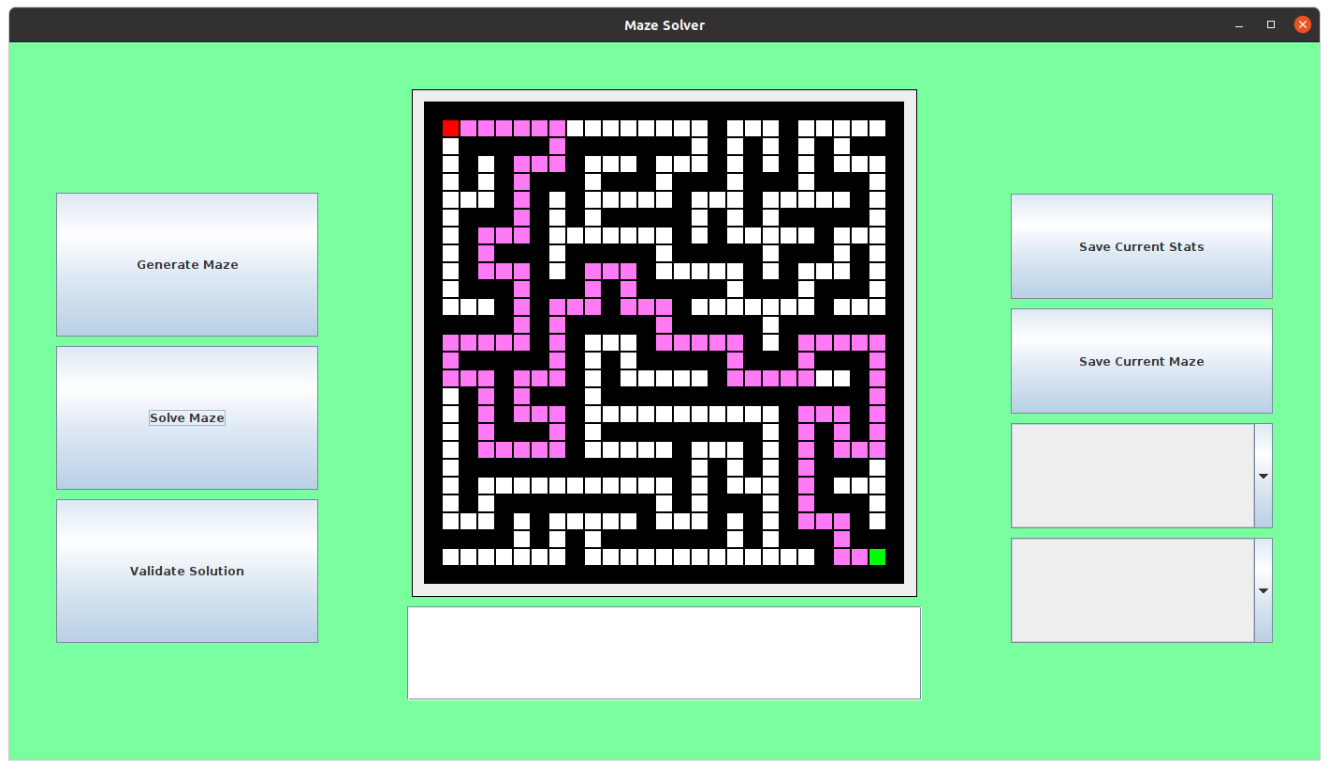 Maze Solver
Generate Maze
Solve Maze
Validate Solution
Save Current Stats
Save Current Maze